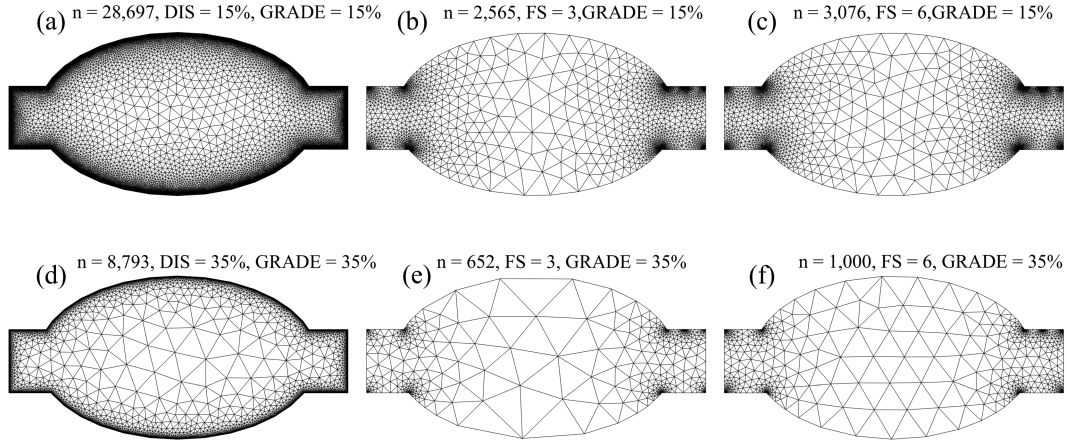 (a) n = 28,697, DIS = 15%, GRADE = 15%
(b) n = 2,565, FS = 3,GRADE = 15%
(c) n = 3,076, FS = 6,GRADE = 15%
(d) n = 8,793, DIS = 35%, GRADE = 35%
(e) n = 652, FS = 3, GRADE = 35%
(f) n = 1,000, FS = 6, GRADE = 35%